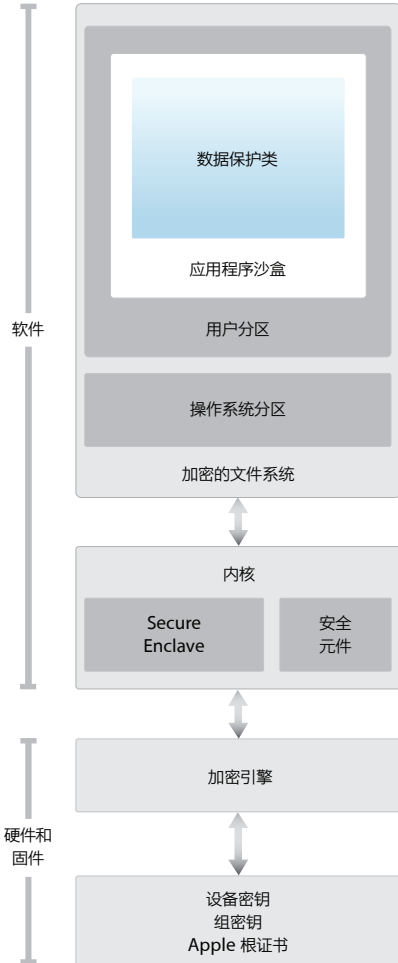 数据保护类
应用程序沙盒
软件
用户分区
操作系统分区
加密的文件系统
内核
Secure
Enclave
安全
元件
加密引擎
硬件和
固件
设备密钥
组密钥
Apple 根证书